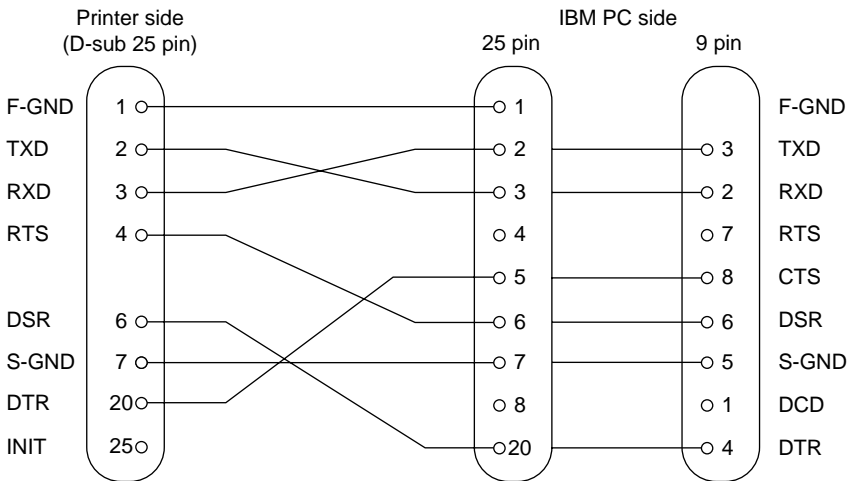 Printer side IBM PC side
(D-sub 25 pin) 25 pin 9 pin
F-GND 1 1 F-GND
TXD 2 2 3 TXD
RXD 3 3 2 RXD
RTS 4 4 7 RTS
5 8 CTS
DSR 6 6 6 DSR
S-GND 7 7 5 S-GND
DTR 20 8 1 DCD
INIT 25 20 4 DTR